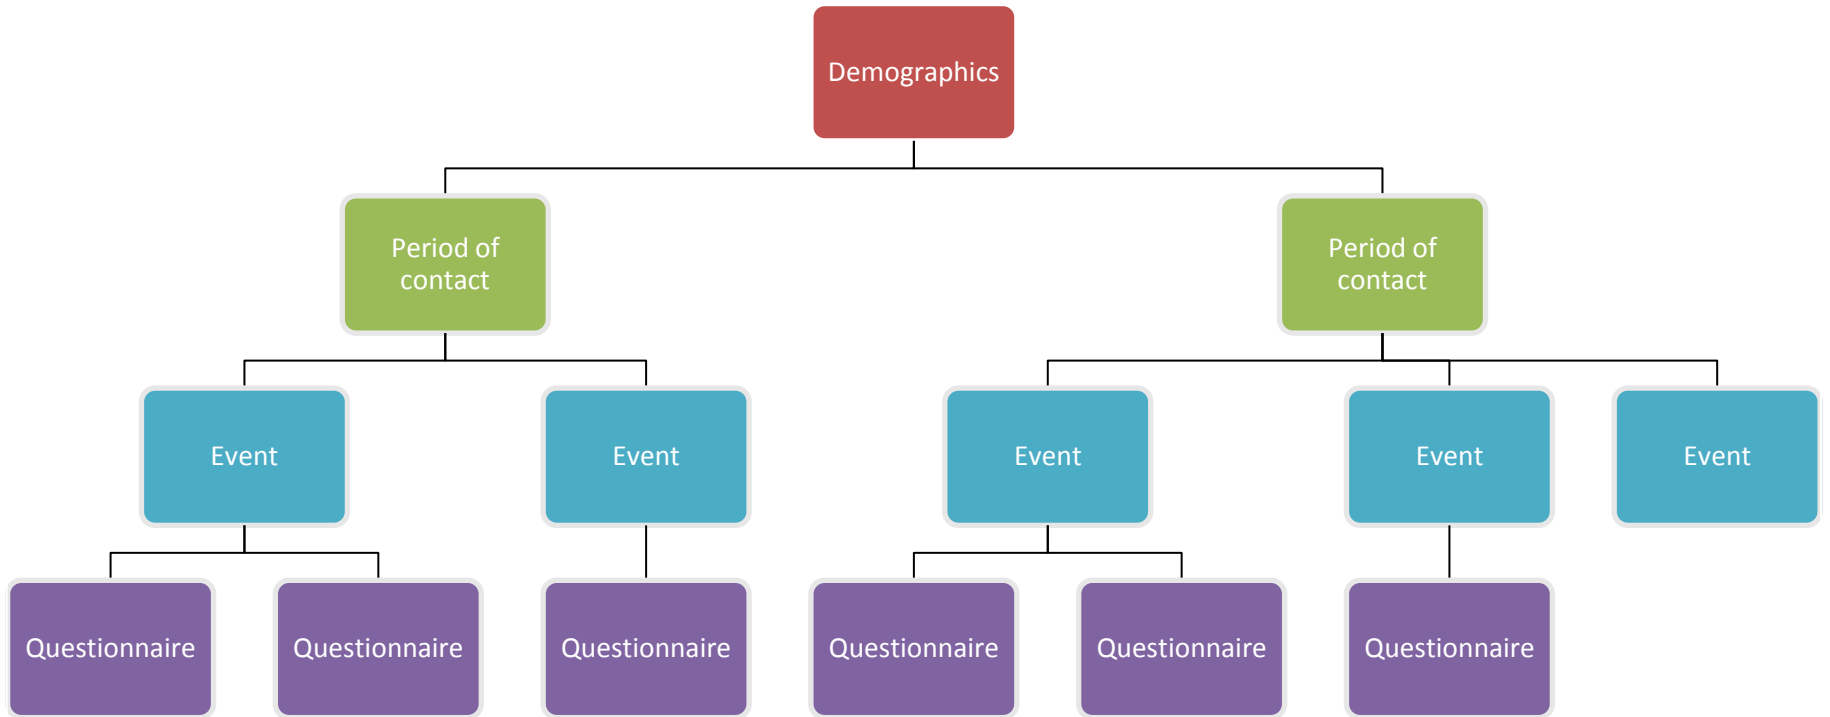 Demographics
Period of
contact
Period of
contact
Event
Event
Event
Event
Event
Questionnaire
Questionnaire
Questionnaire
Questionnaire
Questionnaire
Questionnaire